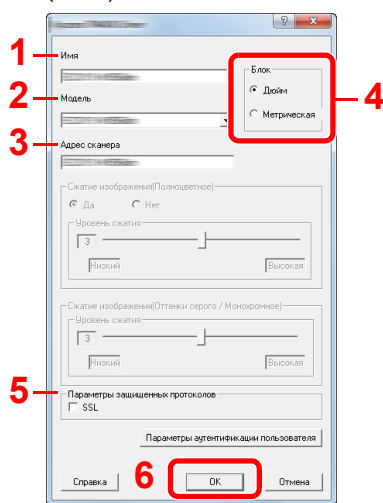 1
Имя
Блок
Дюйм
4
Метрическая
2
Модель
3
Адрес сканера
Сжатие изображения(Полноцветное)
Да Нет
Уровень сжатия
3
Низкий Высокая
Сжатие изображения(Оттенки серого / Монохромное)
Уровень сжатия
3
Низкий Высокая
5
Параметры защищенных протоколов
SSL
Параметры аутентификации пользователя
6
Справка OK Отмена